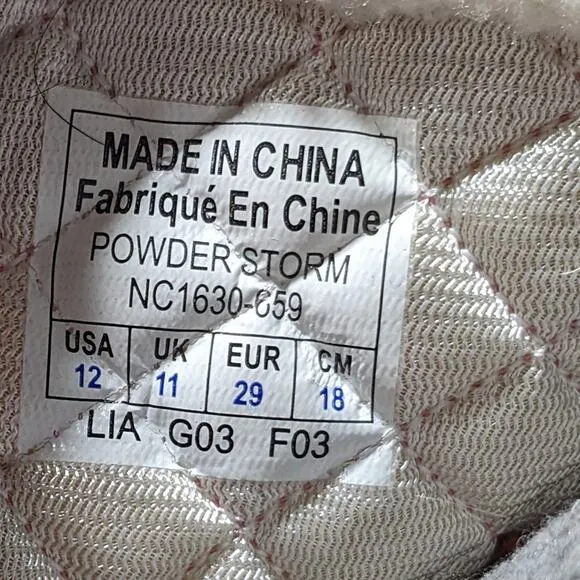 MADE IN CHINA
Fabriqué En Chine
POWDER STORM
NC1630-659
USA UK EUR CM
12 11 29 18
LIA G03 F03